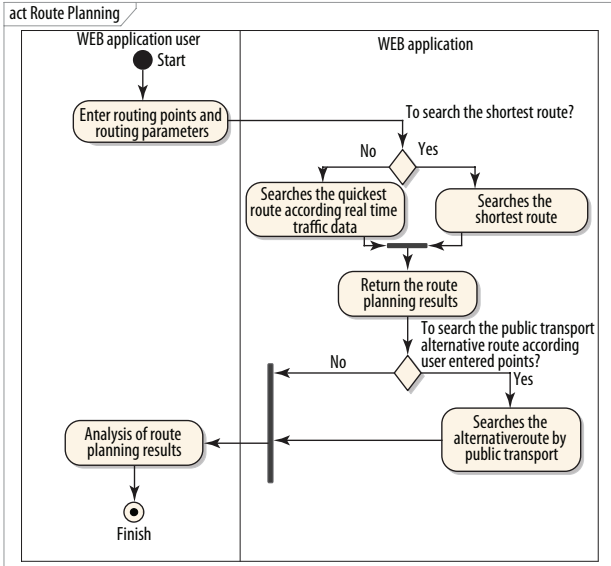 act Route Planning
WEB application user
WEB application
Start
Enter routing points and
routing parameters
To search the shortest route?
No
Yes
Searches the quickest
route according real time
traffic data
Searches the
shortest route
Return the route
planning results
To search the public transport
alternative route according
user entered points?
No
Yes
Searches the
alternativeroute by
public transport
Analysis of route
planning results
Finish